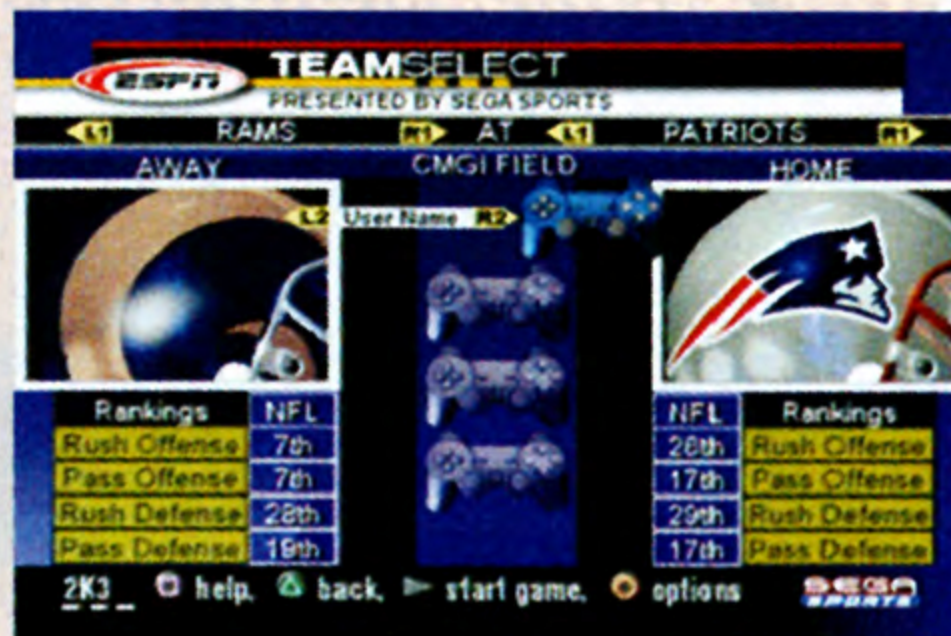 ESPN
TEAMSELECT
PRESENTED BY SEGA SPORTS
L1 RAMS R1 AT L1 PATRIOTS R1
AWAY CMGI FIELD HOME
L2 User Name R2
Rankings NFL NFL Rankings
Rush Offense 7th 28th Rush Offense
Pass Offense 7th 17th Pass Offense
Rush Defense 28th 29th Rush Defense
Pass Defense 19th 17th Pass Defense
2K3 help. back. start game. options SEGA
SPORTS